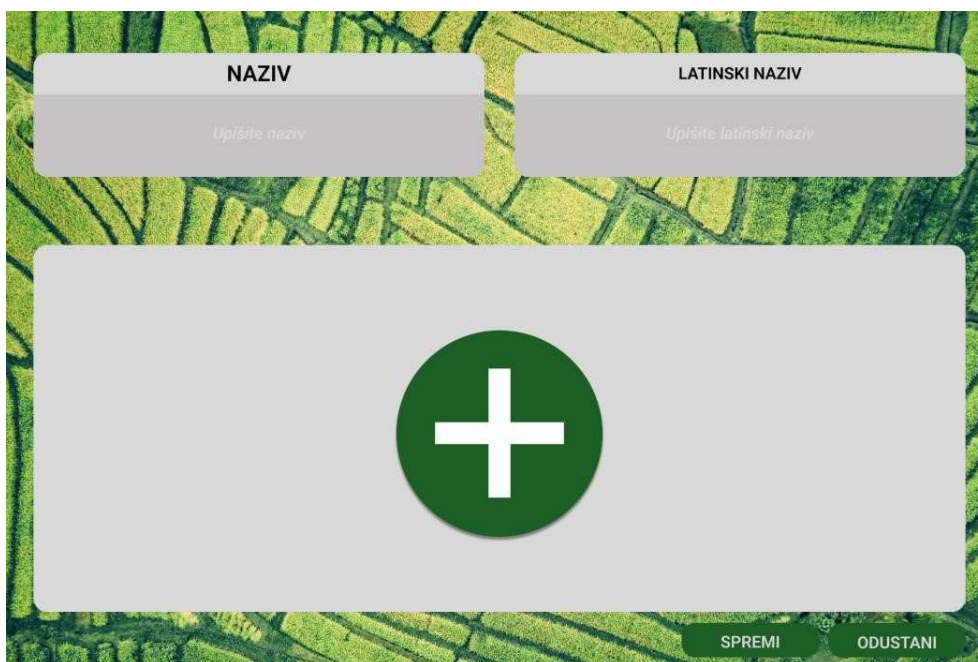 NAZIV
LATINSKI NAZIV
Upišite naziv
Upišite latinski naziv
SPREMI
ODUSTANI